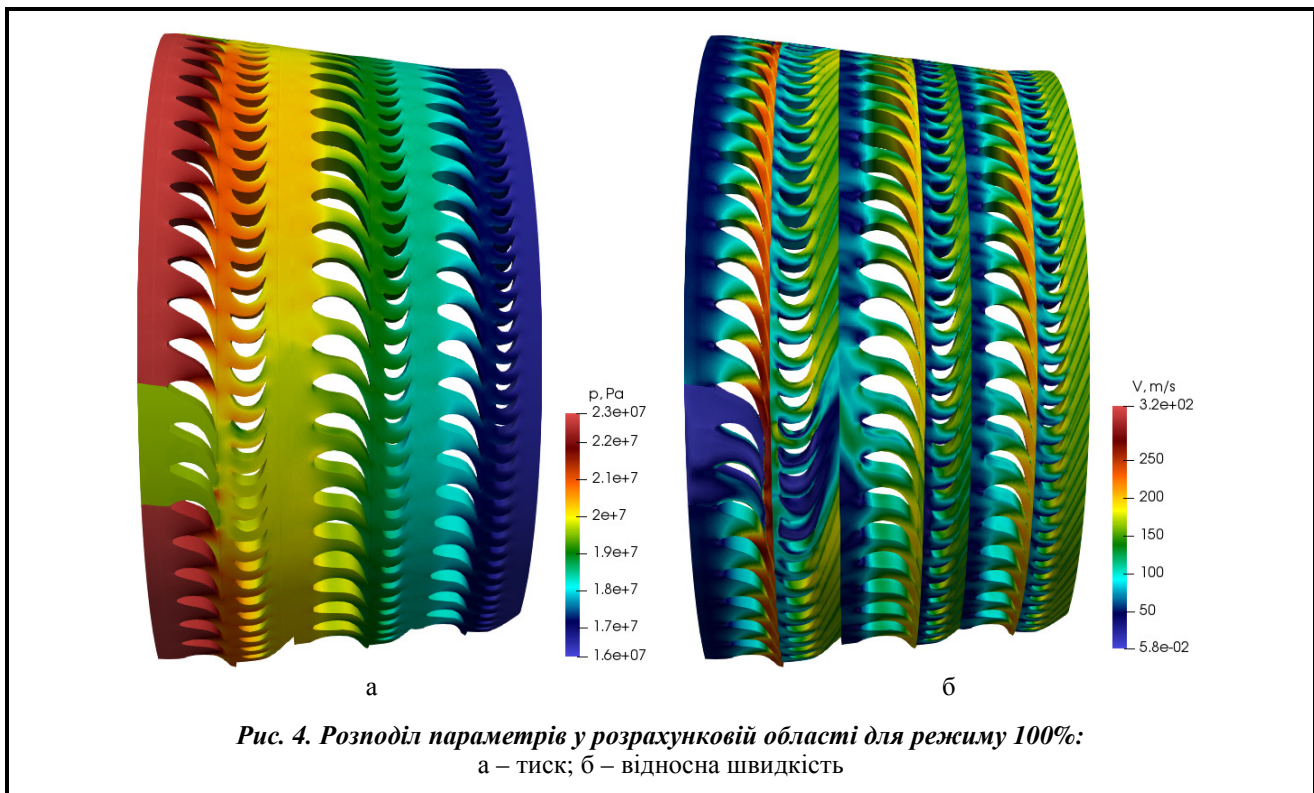 p, Pa
2.3e+07
2.2e+7
2.1e+7
2e+7
1.9e+7
1.8e+7
1.7e+7
1.6e+07
V, m/s
3.2e+02
250
200
150
100
50
5.8e-02
а
б
Рис. 4. Розподіл параметрів у розрахунковій області для режиму 100%:
а – тиск; б – відносна швидкість